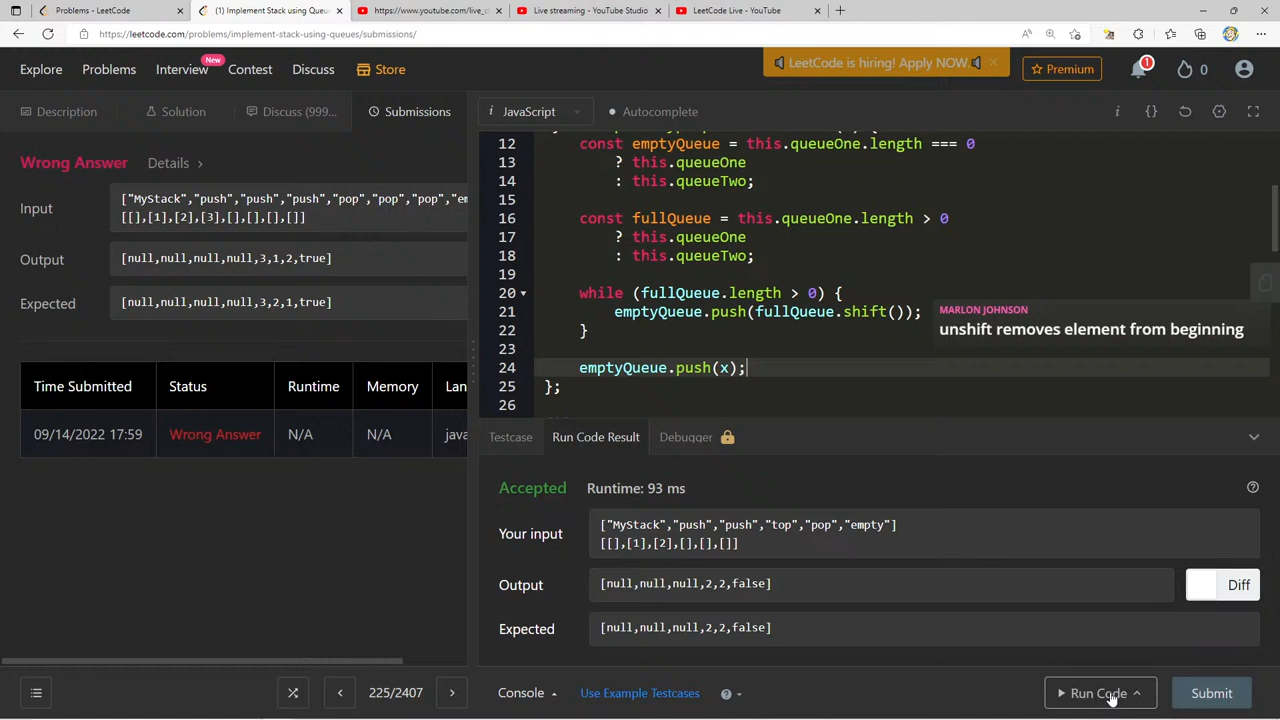 Problems - LeetCode
(1) Implement Stack using Queu
https://www.youtube.com/live_c
Live streaming - YouTube Studio
LeetCode Live - YouTube
https://leetcode.com/problems/implement-stack-using-queues/submissions/
Explore
Problems
Interview
New
Contest
Discuss
Store
LeetCode is hiring! Apply NOW.
Premium
1
0
Description
Solution
Discuss (999...
Submissions
i JavaScript
Autocomplete
Wrong Answer
Details
Input
["MyStack","push","push","push","pop","pop","pop","em
[[],[1],[2],[3],[],[],[],[]]
Output
[null,null,null,null,3,1,2,true]
Expected
[null,null,null,null,3,2,1,true]
Time Submitted
Status
Runtime
Memory
Lan
09/14/2022 17:59
Wrong Answer
N/A
N/A
java
12 const emptyQueue = this.queueOne.length === 0
13 ? this.queueOne
14 : this.queueTwo;
15
16 const fullQueue = this.queueOne.length > 0
17 ? this.queueOne
18 : this.queueTwo;
19
20 while (fullQueue.length > 0) {
21 emptyQueue.push(fullQueue.shift());
22 }
23
24 emptyQueue.push(x);
25 };
26
MARLON JOHNSON
unshift removes element from beginning
Testcase
Run Code Result
Debugger
Accepted
Runtime: 93 ms
Your input
["MyStack","push","push","top","pop","empty"]
[[],[1],[2],[],[],[]]
Output
[null,null,null,2,2,false]
Diff
Expected
[null,null,null,2,2,false]
225/2407
Console
Use Example Testcases
Run Code
Submit